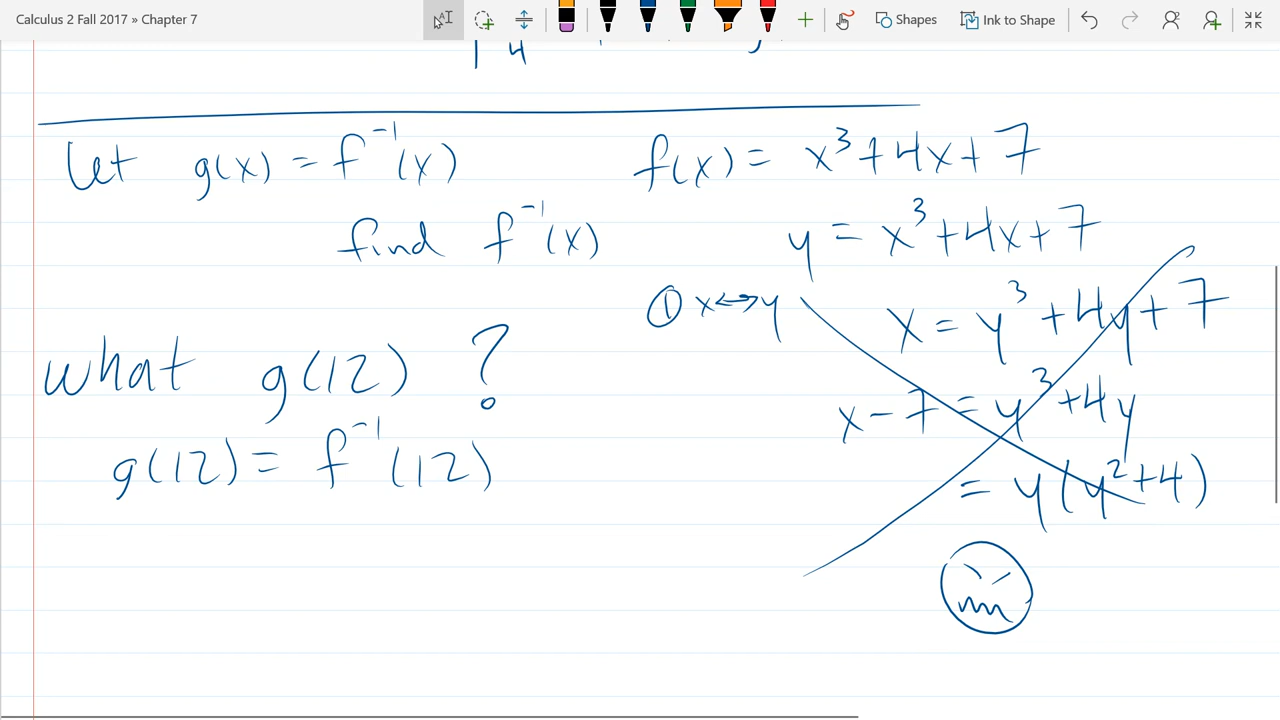 Calculus 2 Fall 2017 » Chapter 7
Shapes
Ink to Shape
Let g(x) = f⁻¹(x)
find f⁻¹(x)
what g(12) ?
g(12) = f⁻¹(12)
f(x) = x³ + 4x + 7
y = x³ + 4x + 7
① x ↔ y
x = y³ + 4y + 7
x − 7 = y³ + 4y
= y(y² + 4)